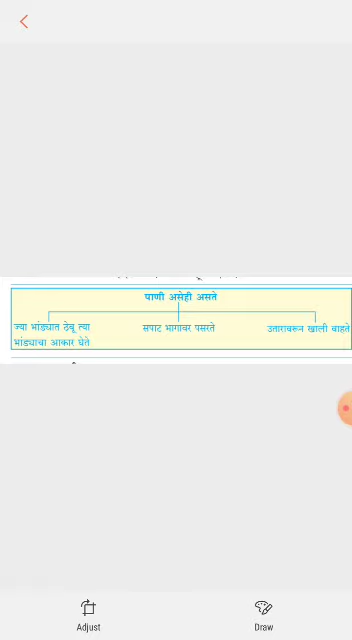 पाणी असेही असते
ज्या भांड्यात ठेवू त्या
भांड्याचा आकार घेते
सपाट भागावर पसरते
उतारावरून खाली वाहते
Adjust
Draw